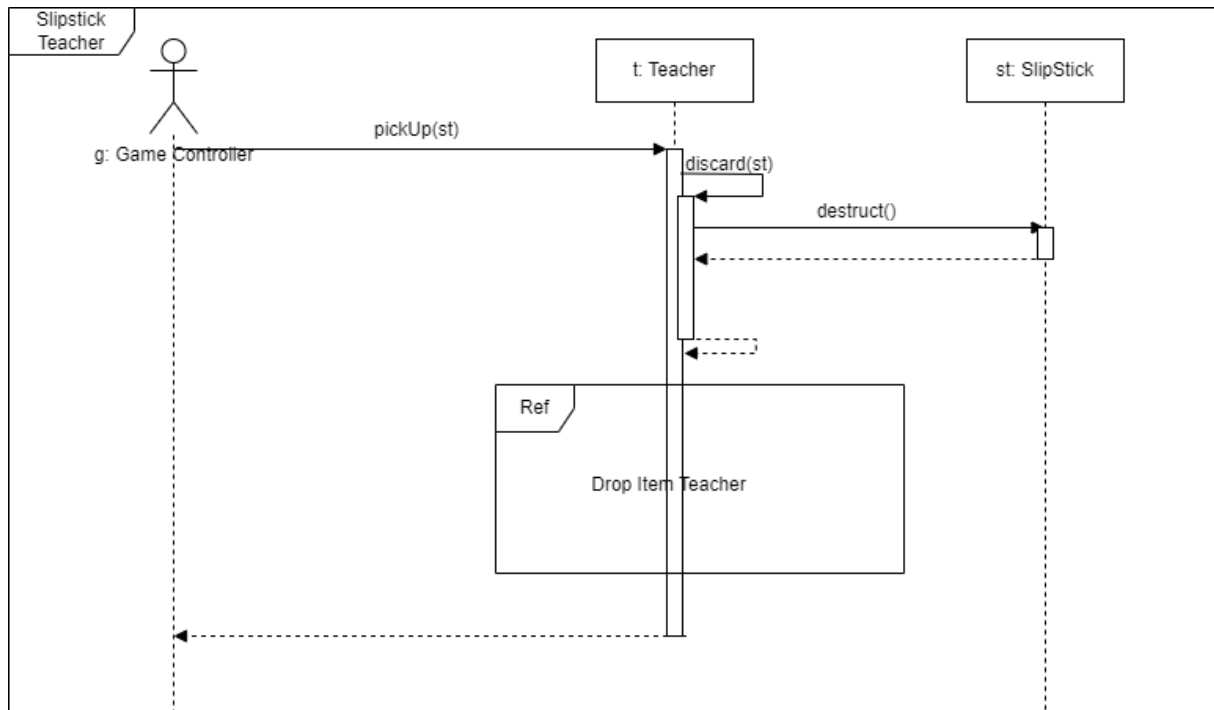 Slipstick
Teacher
t: Teacher
st: SlipStick
pickUp(st)
g: Game Controller
discard(st)
destruct()
Ref
Drop Item Teacher